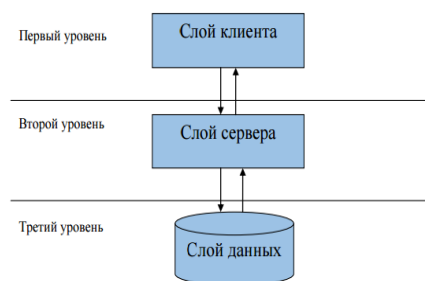 Первый уровень
Слой клиента
Второй уровень
Слой сервера
Третий уровень
Слой данных